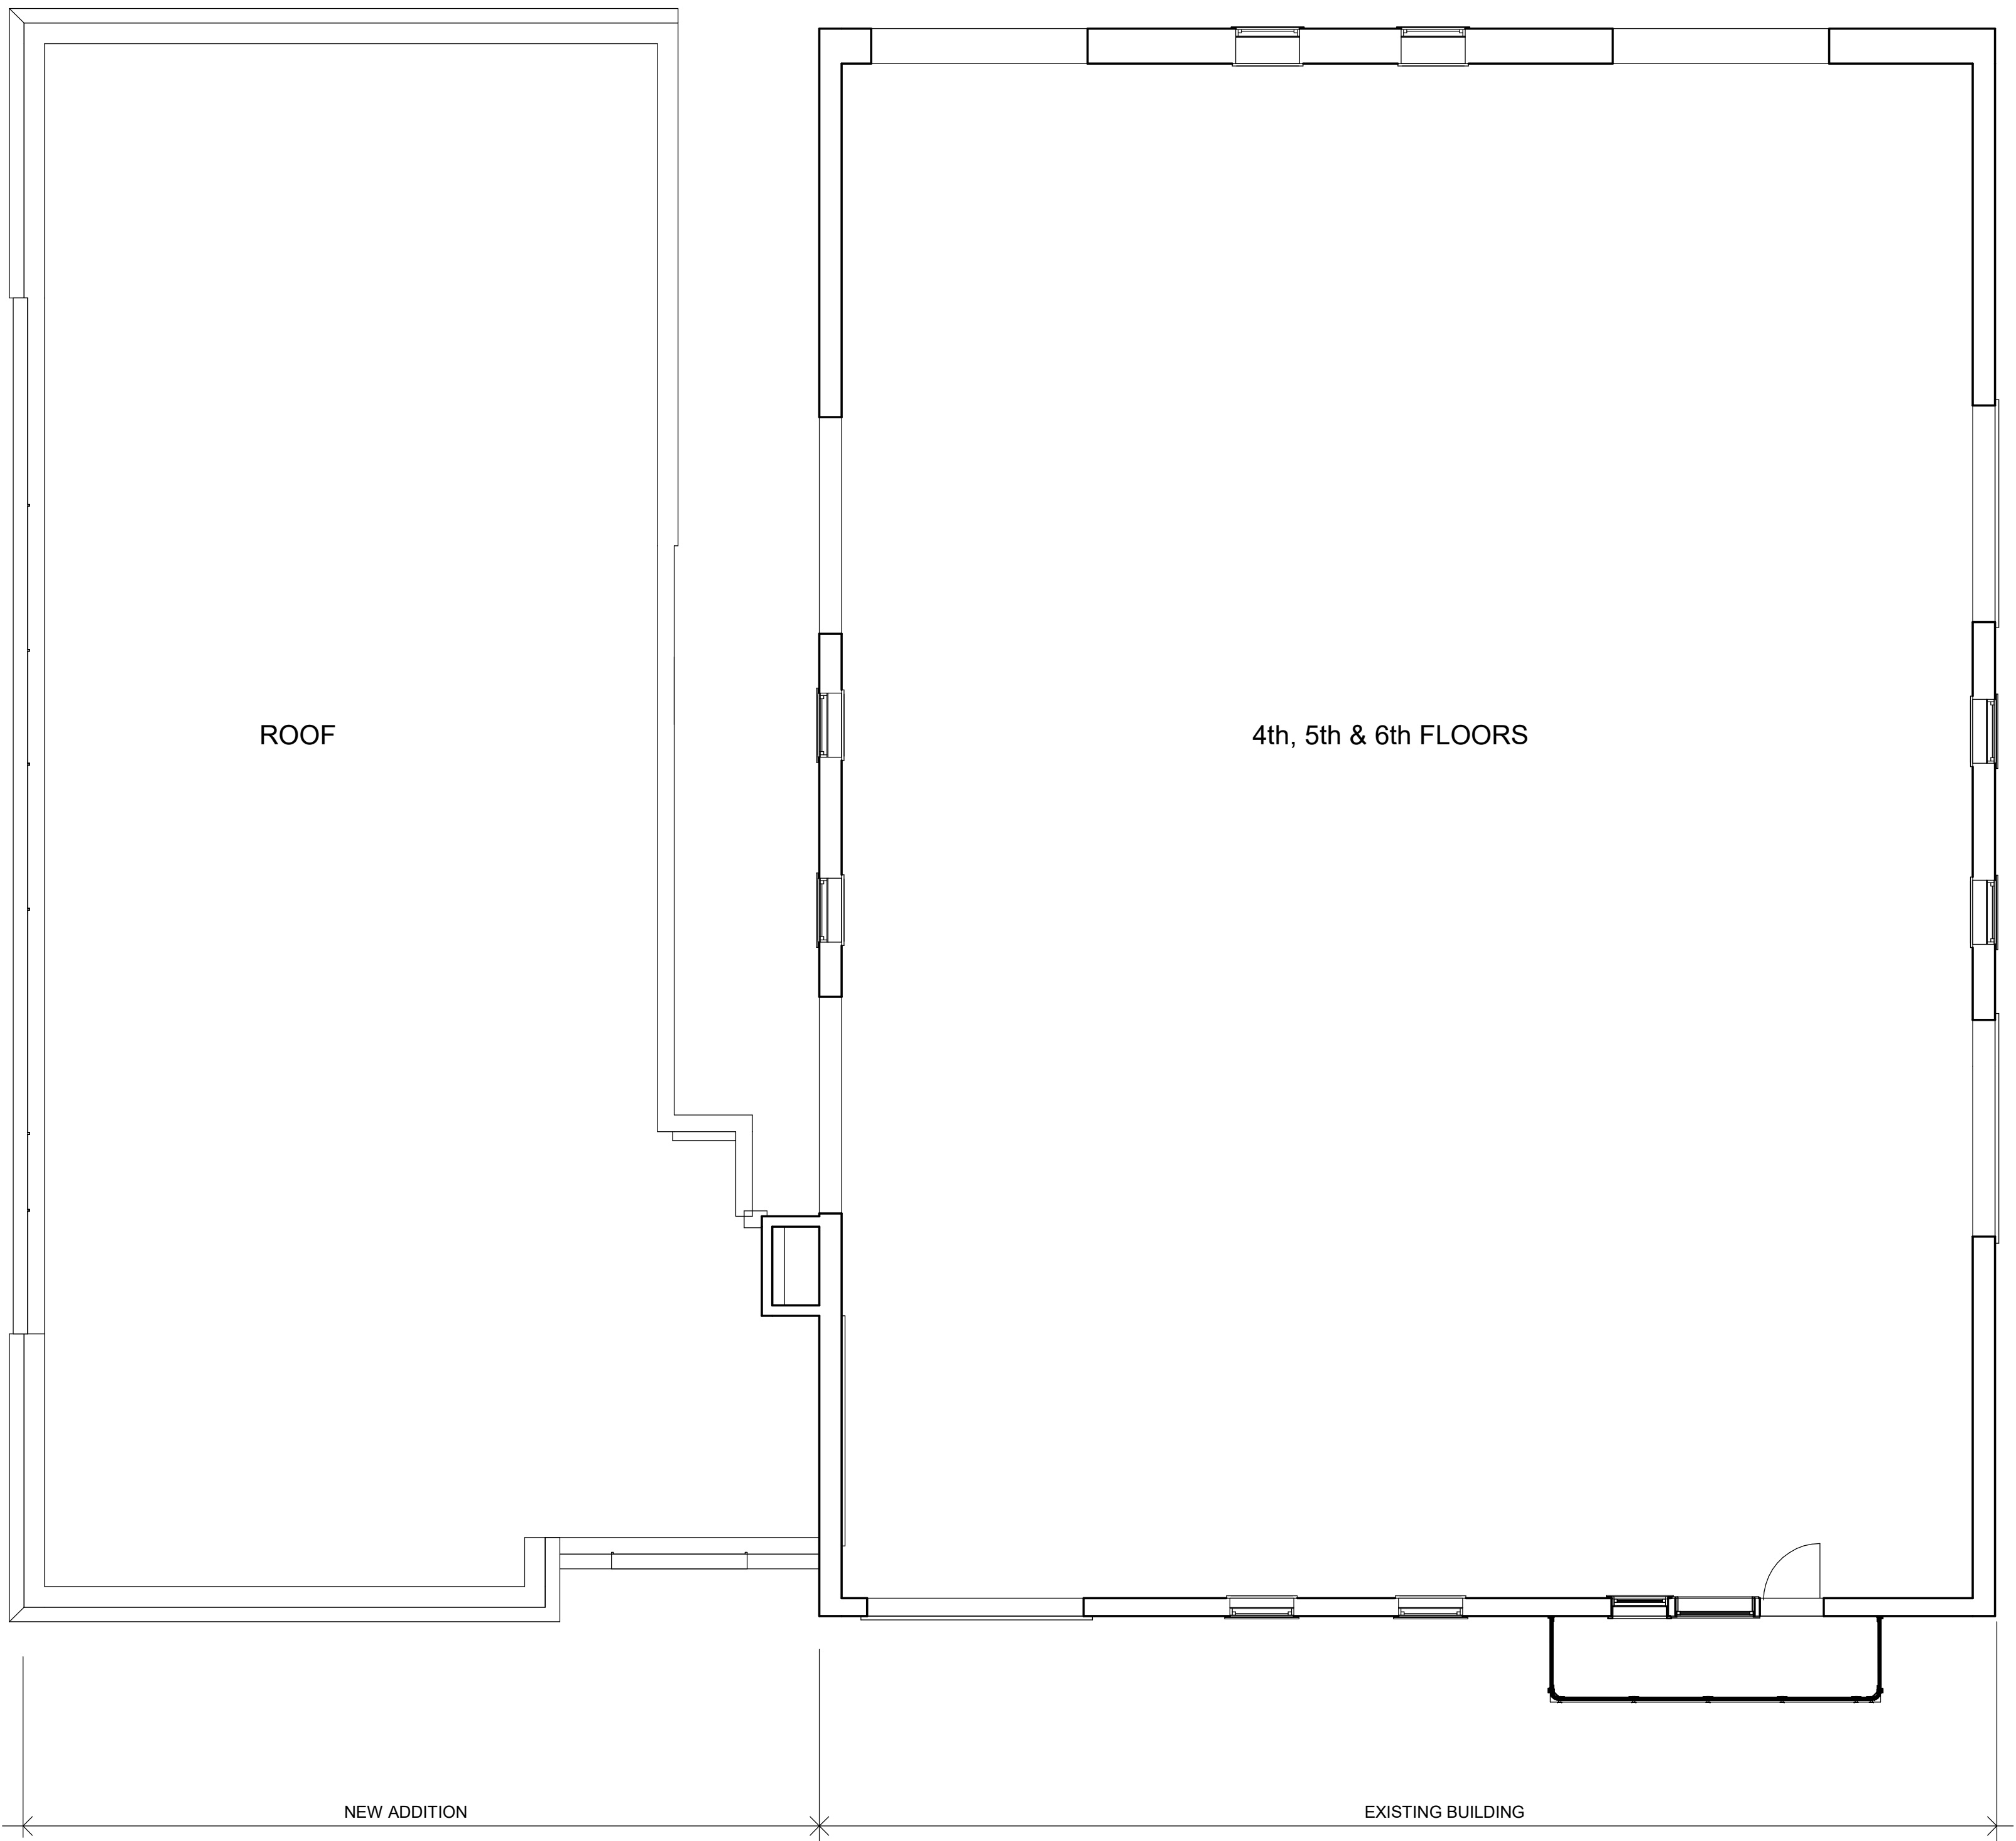 ROOF
4th, 5th & 6th FLOORS
NEW ADDITION
EXISTING BUILDING